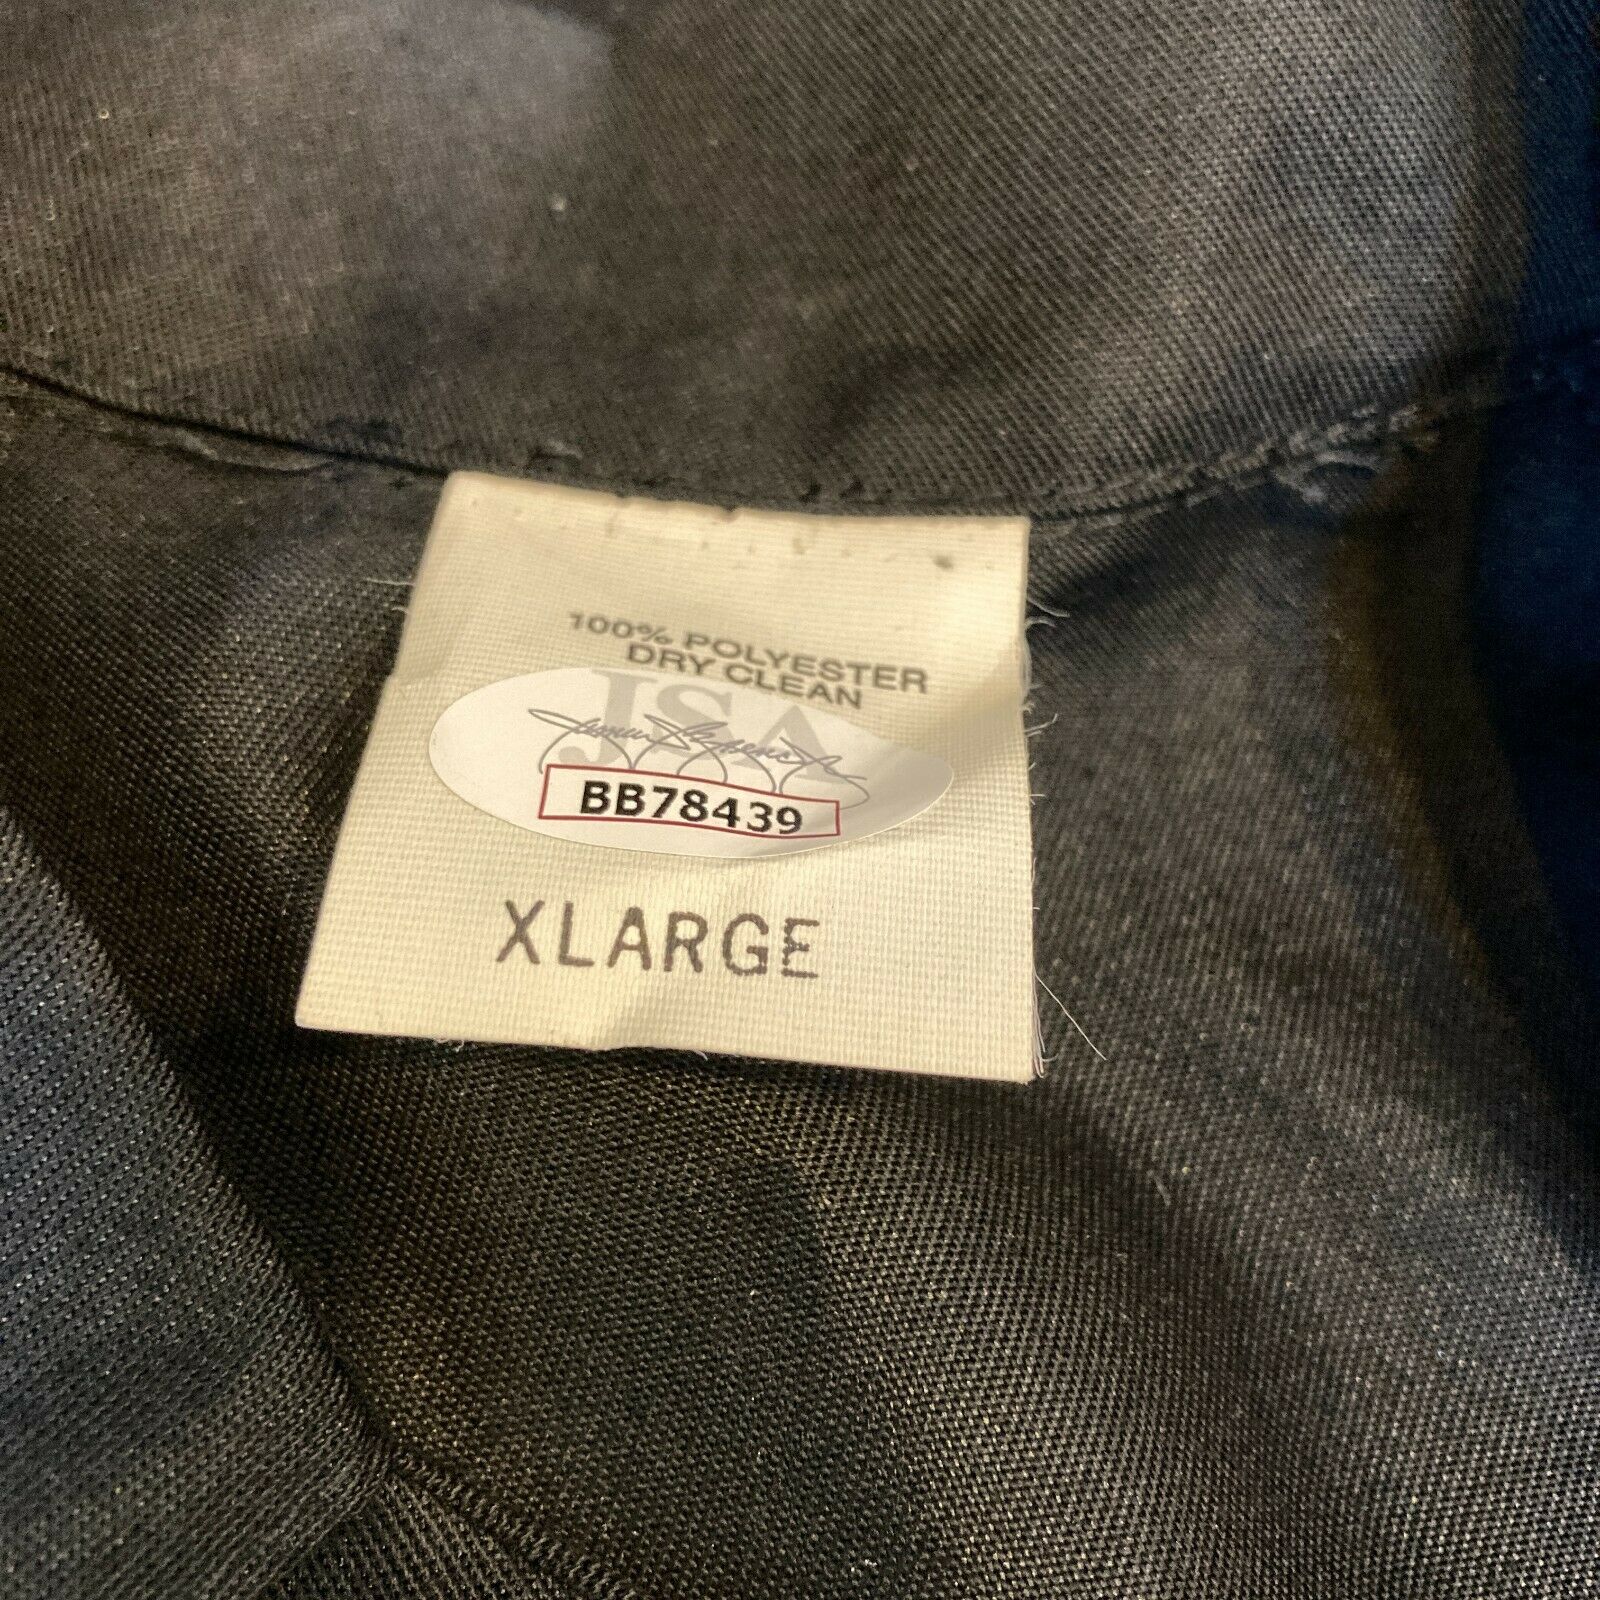 100% POLYESTER
DRY CLEAN
JSA
BB78439
XLARGE